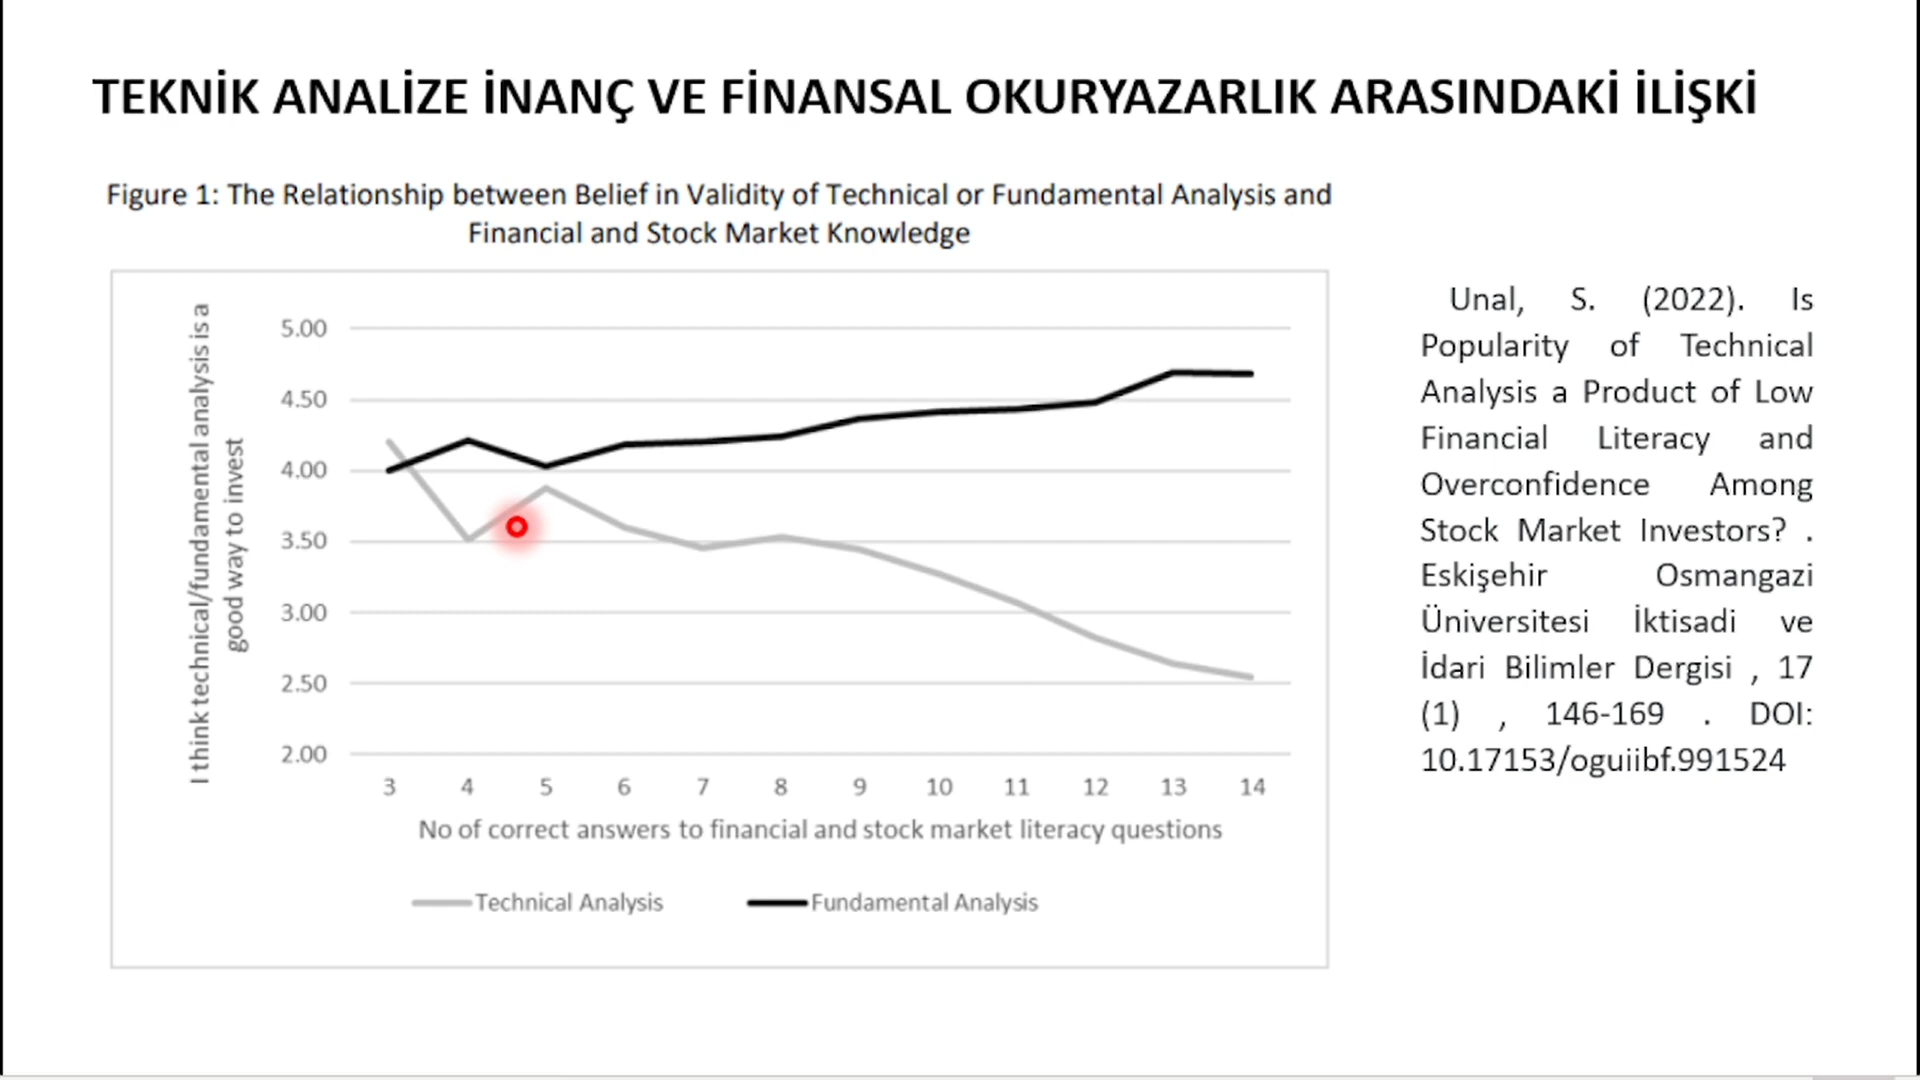 TEKNİK ANALİZE İNANÇ VE FİNANSAL OKURYAZARLIK ARASINDAKİ İLİŞKİ
Figure 1: The Relationship between Belief in Validity of Technical or Fundamental Analysis and
Financial and Stock Market Knowledge
I think technical/fundamental analysis is a
good way to invest
5.00
4.50
4.00
3.50
3.00
2.50
2.00
3 4 5 6 7 8 9 10 11 12 13 14
No of correct answers to financial and stock market literacy questions
Technical Analysis Fundamental Analysis
Unal, S. (2022). Is
Popularity of Technical
Analysis a Product of Low
Financial Literacy and
Overconfidence Among
Stock Market Investors? .
Eskişehir Osmangazi
Üniversitesi İktisadi ve
İdari Bilimler Dergisi , 17
(1) , 146-169 . DOI:
10.17153/oguiibf.991524